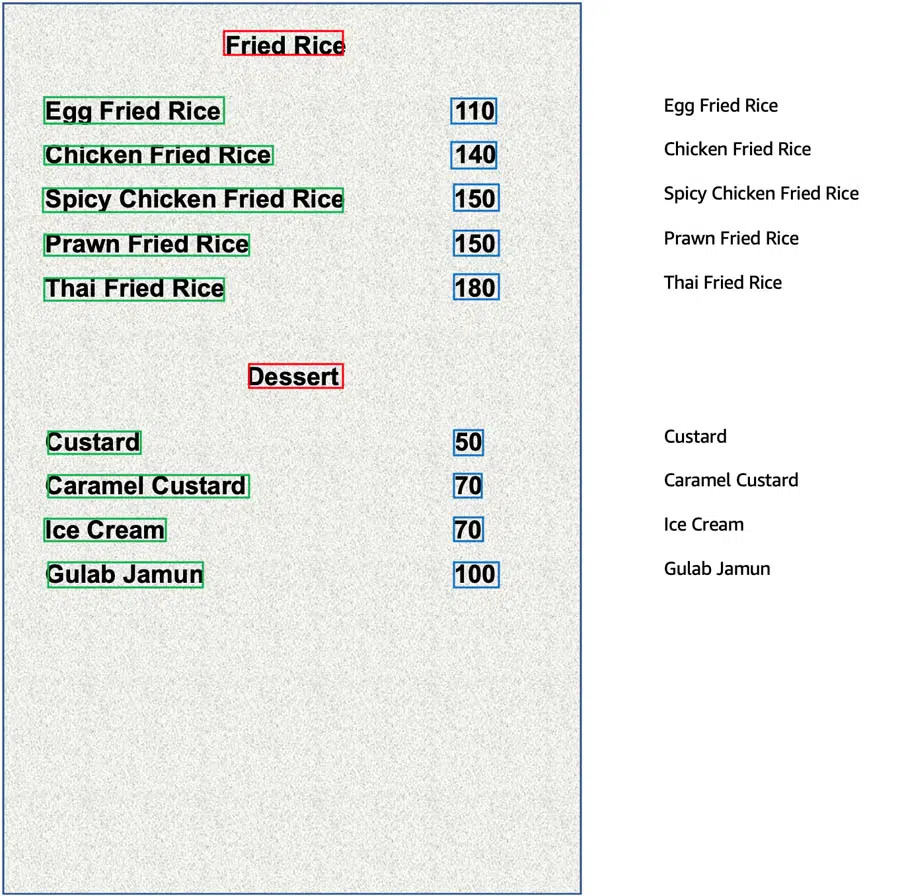 Fried Rice
Egg Fried Rice 110 Egg Fried Rice
Chicken Fried Rice 140 Chicken Fried Rice
Spicy Chicken Fried Rice 150 Spicy Chicken Fried Rice
Prawn Fried Rice 150 Prawn Fried Rice
Thai Fried Rice 180 Thai Fried Rice
Dessert
Custard 50 Custard
Caramel Custard 70 Caramel Custard
Ice Cream 70 Ice Cream
Gulab Jamun 100 Gulab Jamun